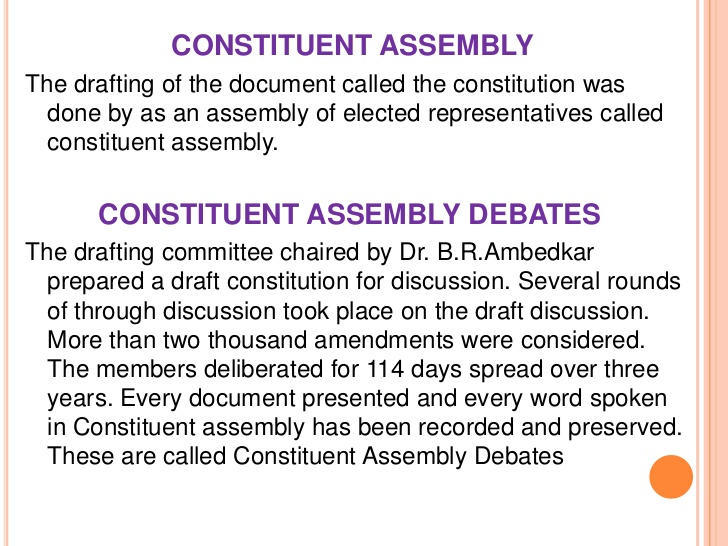 CONSTITUENT ASSEMBLY
The drafting of the document called the constitution was
done by as an assembly of elected representatives called
constituent assembly.
CONSTITUENT ASSEMBLY DEBATES
The drafting committee chaired by Dr. B.R.Ambedkar
prepared a draft constitution for discussion. Several rounds
of through discussion took place on the draft discussion.
More than two thousand amendments were considered.
The members deliberated for 114 days spread over three
years. Every document presented and every word spoken
in Constituent assembly has been recorded and preserved.
These are called Constituent Assembly Debates